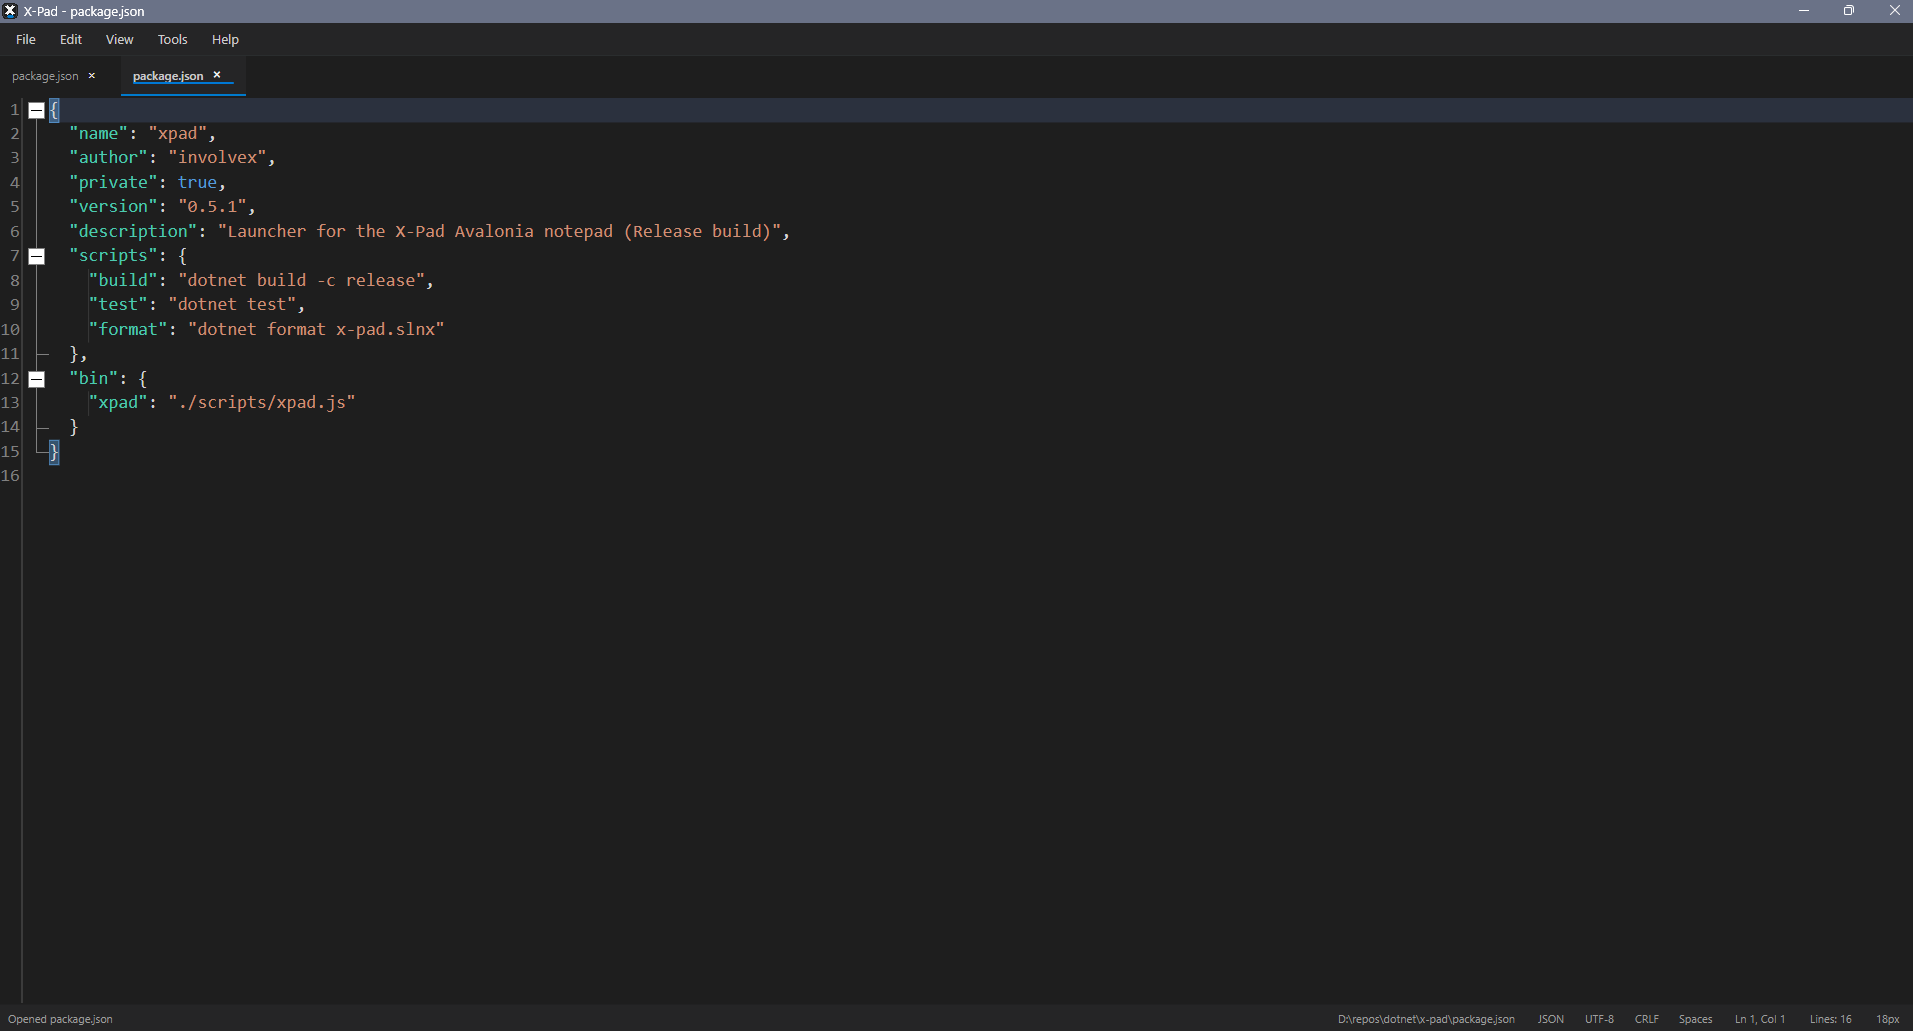 X-Pad - package.json
File Edit View Tools Help
package.json × package.json ×
1 {
2 "name": "xpad",
3 "author": "involvex",
4 "private": true,
5 "version": "0.5.1",
6 "description": "Launcher for the X-Pad Avalonia notepad (Release build)",
7 "scripts": {
8 "build": "dotnet build -c release",
9 "test": "dotnet test",
10 "format": "dotnet format x-pad.slnx"
11 },
12 "bin": {
13 "xpad": "./scripts/xpad.js"
14 }
15 }
16
Opened package.json D:\repos\dotnet\x-pad\package.json JSON UTF-8 CRLF Spaces Ln 1, Col 1 Lines: 16 18px